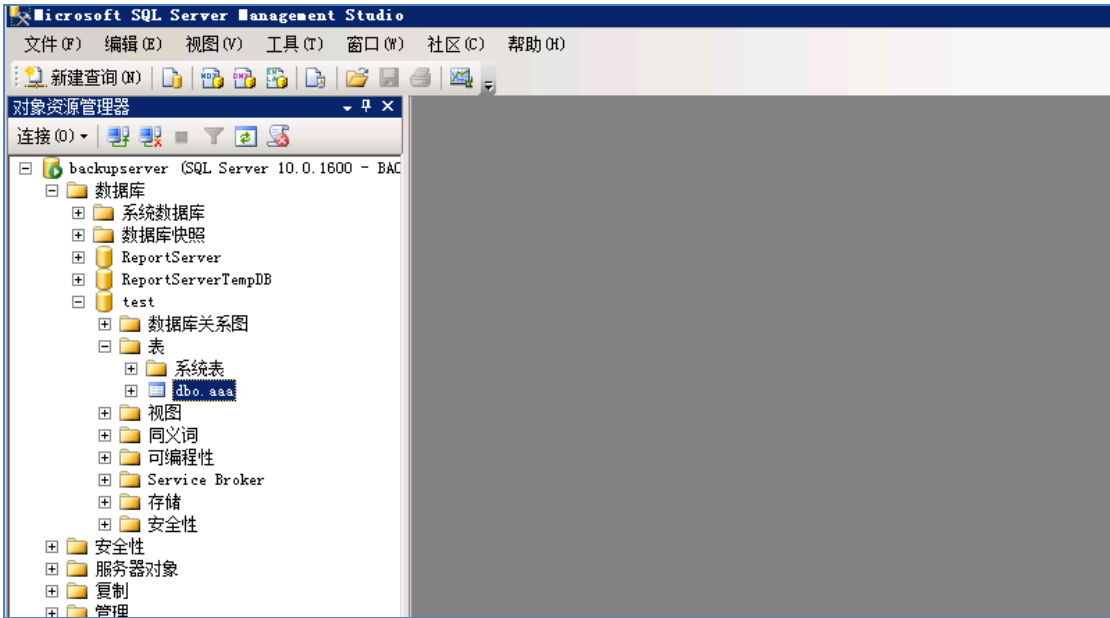 Microsoft SQL Server Management Studio
文件(F) 编辑(E) 视图(V) 工具(T) 窗口(W) 社区(C) 帮助(H)
新建查询(N)
对象资源管理器
连接(O)
backupserver (SQL Server 10.0.1600 - BAC
数据库
系统数据库
数据库快照
ReportServer
ReportServerTempDB
test
数据库关系图
表
系统表
dbo.aaa
视图
同义词
可编程性
Service Broker
存储
安全性
安全性
服务器对象
复制
管理